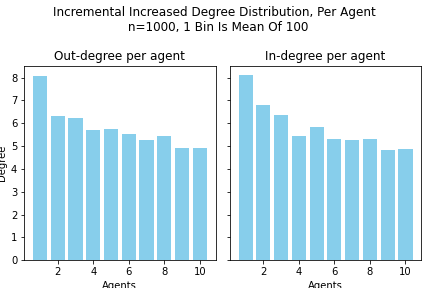 Incremental Increased Degree Distribution, Per Agent
n=1000, 1 Bin Is Mean Of 100
Out-degree per agent
In-degree per agent
8
7
6
5
4
3
2
1
0
Degree
2 4 6 8 10
2 4 6 8 10
Agents
Agents